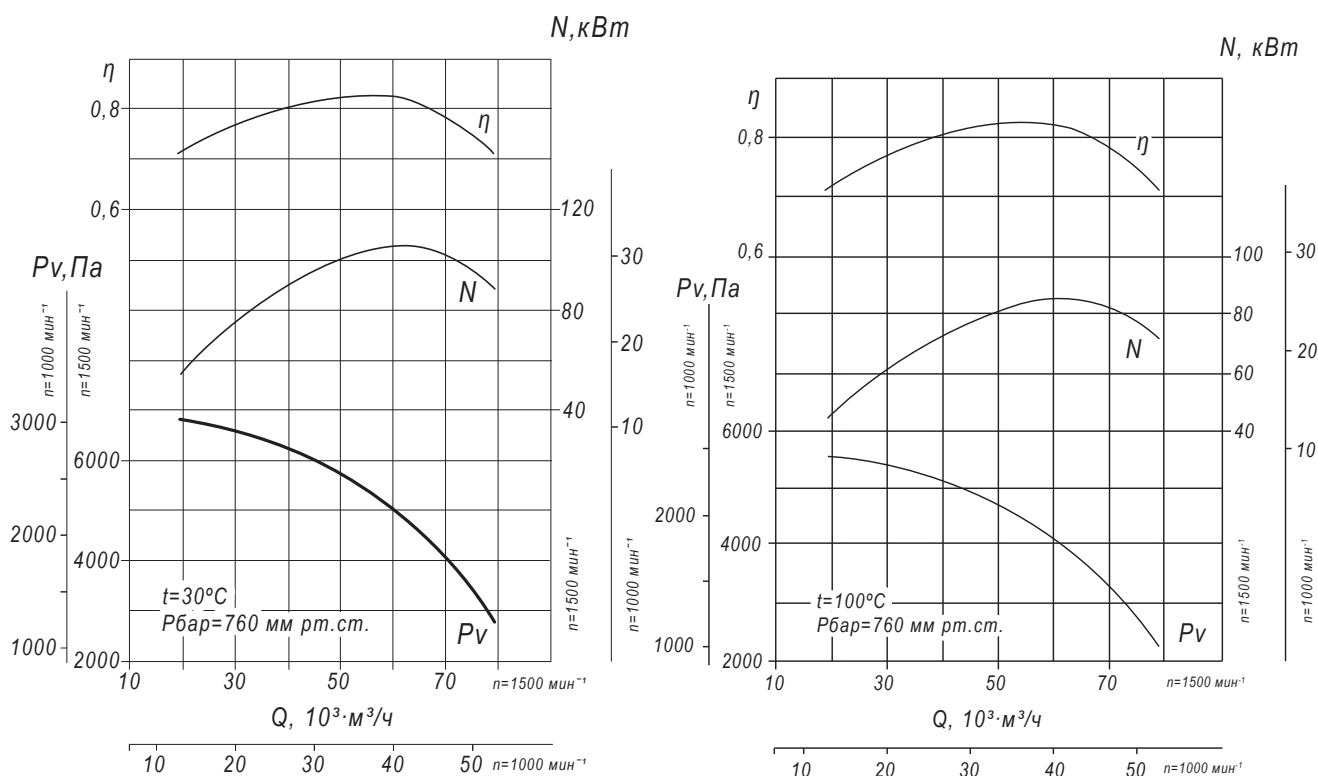 N,кВт
η
0,8
η
0,6
120
30
Pv,Па
N
80
20
n=1000 мин⁻¹
n=1500 мин⁻¹
3000
40
10
6000
2000
4000
t=30ºC
Рбар=760 мм рт.ст.
n=1500 мин⁻¹
n=1000 мин⁻¹
Pv
1000
2000
10 30 50 70 n=1500 мин⁻¹
Q, 10³·м³/ч
10 20 30 40 50 n=1000 мин⁻¹
N, кВт
η
0,8
η
0,6
100
30
Pv,Па
n=1000 мин⁻¹
n=1500 мин⁻¹
80
N
20
60
6000
40
10
2000
4000
t=100ºC
Рбар=760 мм рт.ст.
n=1500 мин⁻¹
n=1000 мин⁻¹
Pv
1000
2000
10 30 50 70 n=1500 мин⁻¹
Q, 10³·м³/ч
10 20 30 40 50 n=1000 мин⁻¹